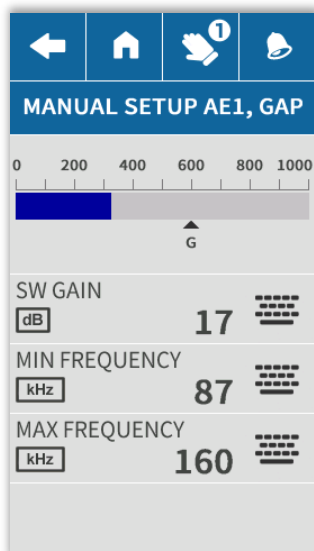 1
MANUAL SETUP AE1, GAP
0 200 400 600 800 1000
G
SW GAIN
dB 17
MIN FREQUENCY
kHz 87
MAX FREQUENCY
kHz 160